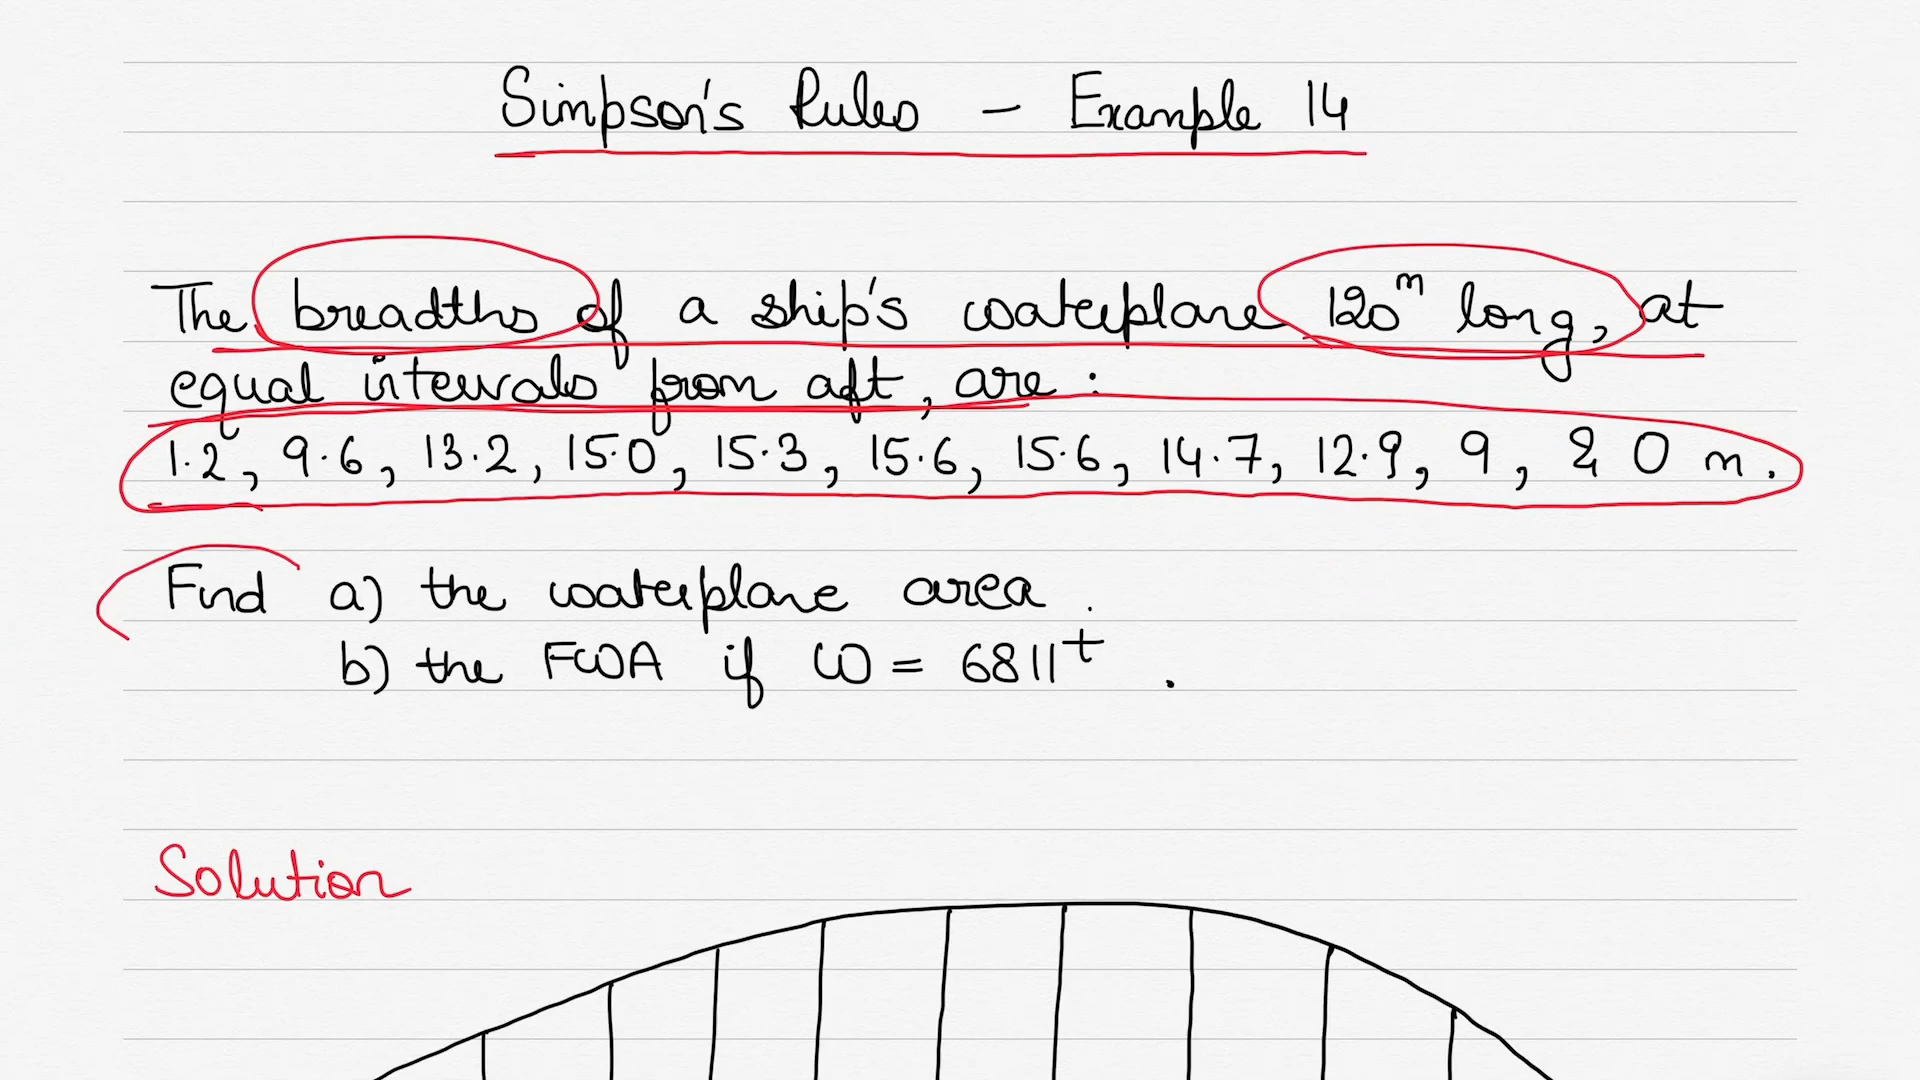 Simpson's Rules - Example 14
The breadths of a ship's waterplane 120ᵐ long, at
equal intervals from aft, are :
1.2, 9.6, 13.2, 15.0, 15.3, 15.6, 15.6, 14.7, 12.9, 9, & 0 m.
Find a) the waterplane area.
b) the FWA if W = 6811ᵗ.
Solution